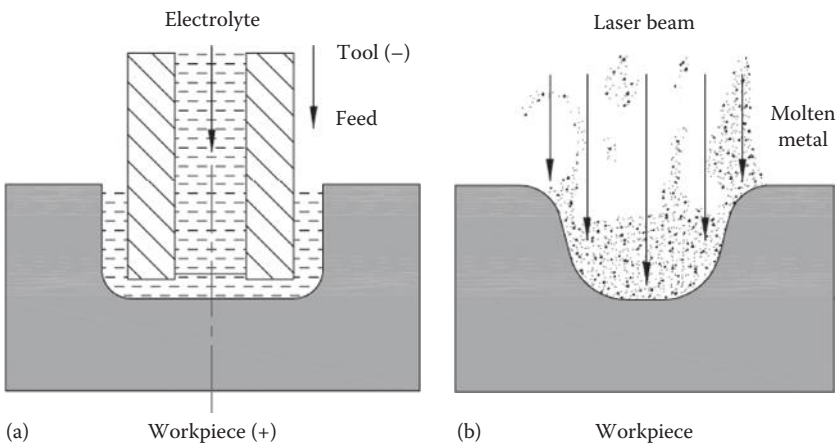 Electrolyte
Tool (–)
Feed
(a)
Workpiece (+)
Laser beam
Molten
metal
(b)
Workpiece